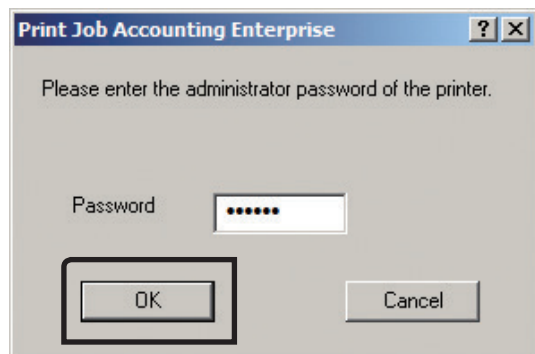 Print Job Accounting Enterprise ? X
Please enter the administrator password of the printer.
Password ••••••
OK Cancel